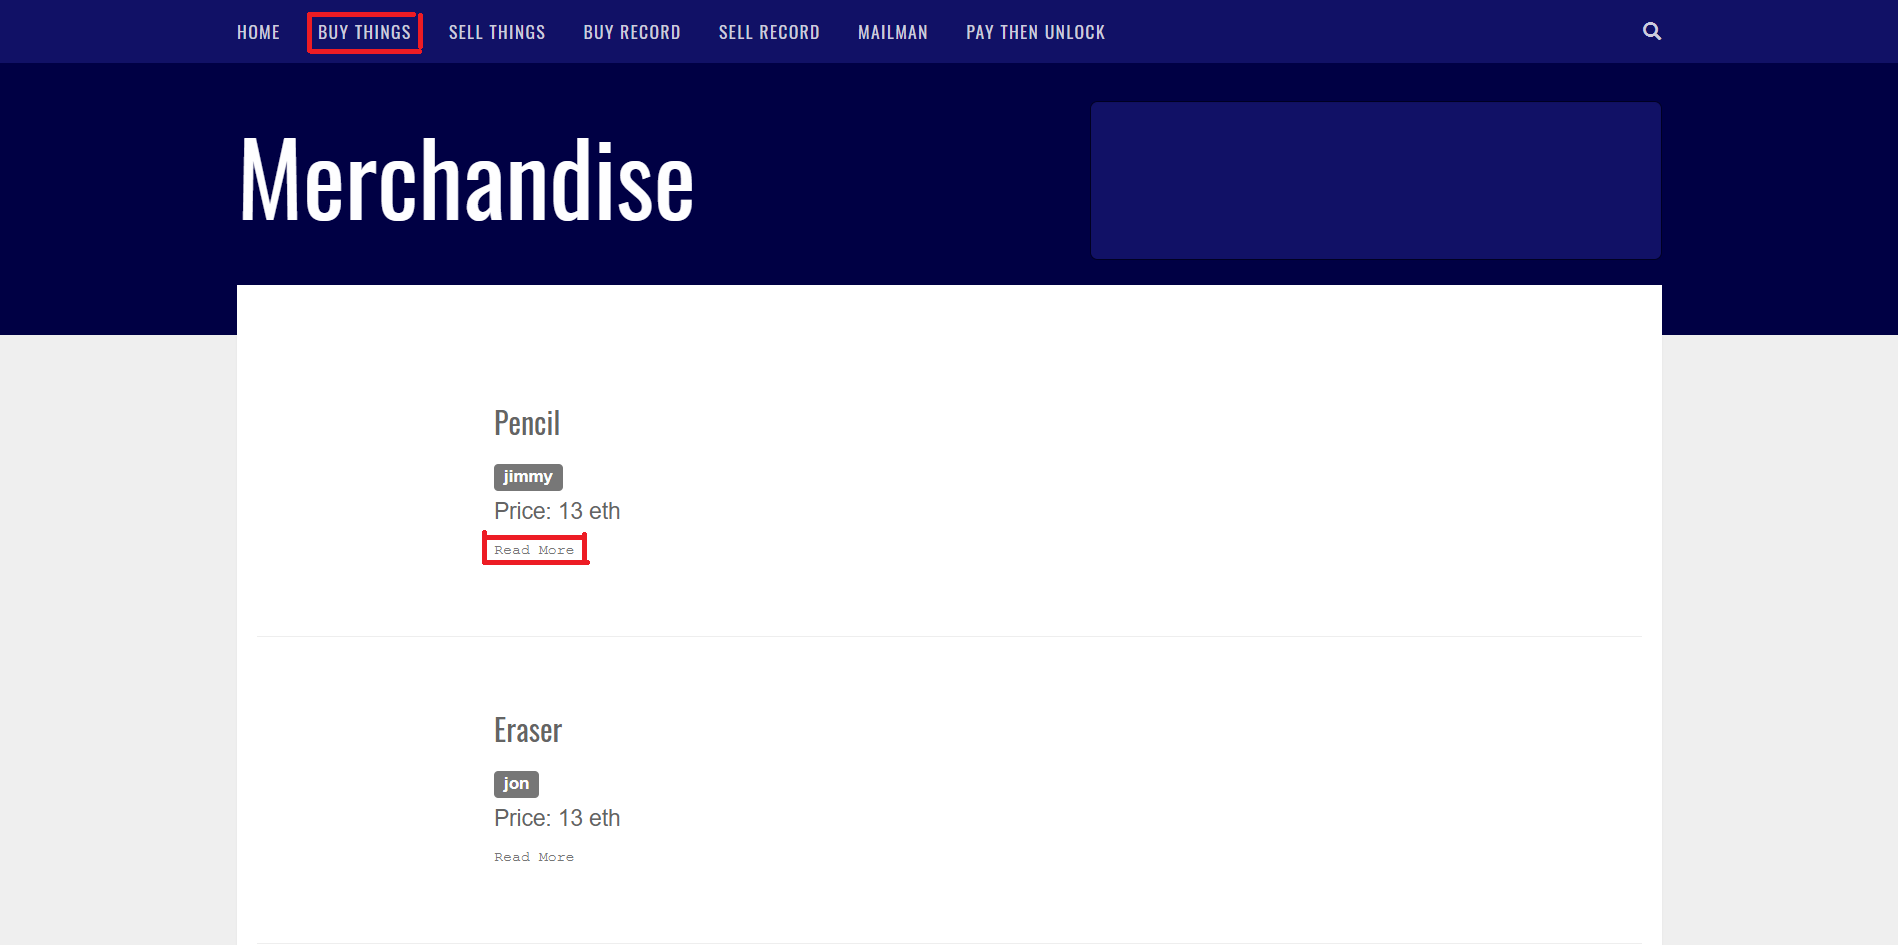 HOME BUY THINGS SELL THINGS BUY RECORD SELL RECORD MAILMAN PAY THEN UNLOCK
Merchandise
Pencil
jimmy
Price: 13 eth
Read More
Eraser
jon
Price: 13 eth
Read More